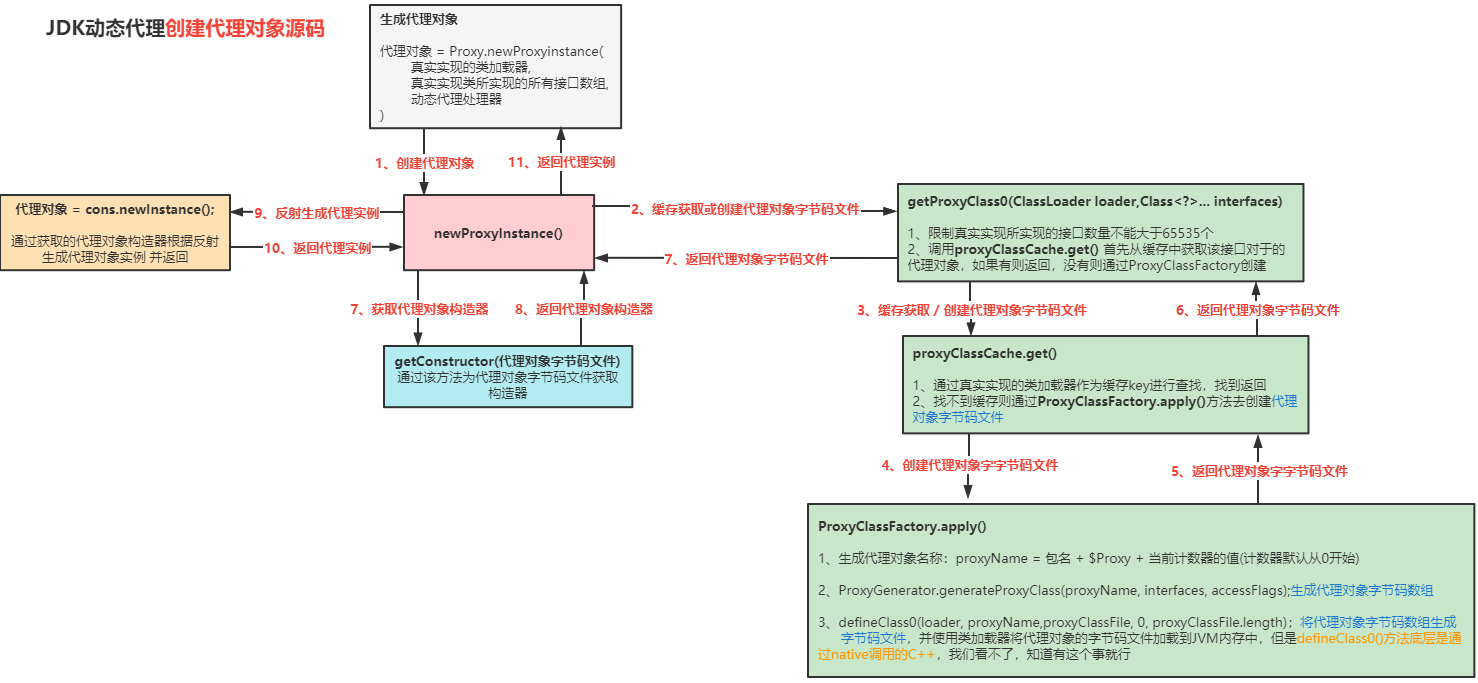 JDK动态代理创建代理对象源码
生成代理对象
代理对象 = Proxy.newProxyinstance(
真实实现的类加载器,
真实实现类所实现的所有接口数组,
动态代理处理器
)
1、创建代理对象
11、返回代理实例
代理对象 = cons.newInstance();
通过获取的代理对象构造器根据反射
生成代理对象实例 并返回
9、反射生成代理实例
10、返回代理实例
newProxyInstance()
2、缓存获取或创建代理对象字节码文件
7、返回代理对象字节码文件
getProxyClass0(ClassLoader loader,Class<?>... interfaces)
1、限制真实实现所实现的接口数量不能大于65535个
2、调用proxyClassCache.get() 首先从缓存中获取该接口对于的
代理对象，如果有则返回，没有则通过ProxyClassFactory创建
7、获取代理对象构造器
8、返回代理对象构造器
getConstructor(代理对象字节码文件)
通过该方法为代理对象字节码文件获取
构造器
3、缓存获取 / 创建代理对象字节码文件
6、返回代理对象字节码文件
proxyClassCache.get()
1、通过真实实现的类加载器作为缓存key进行查找，找到返回
2、找不到缓存则通过ProxyClassFactory.apply()方法去创建代理
对象字节码文件
4、创建代理对象字字节码文件
5、返回代理对象字字节码文件
ProxyClassFactory.apply()
1、生成代理对象名称：proxyName = 包名 + $Proxy + 当前计数器的值(计数器默认从0开始)
2、ProxyGenerator.generateProxyClass(proxyName, interfaces, accessFlags);生成代理对象字节码数组
3、defineClass0(loader, proxyName,proxyClassFile, 0, proxyClassFile.length)；将代理对象字节码数组生成
字节码文件，并使用类加载器将代理对象的字节码文件加载到JVM内存中，但是defineClass0()方法底层是通
过native调用的C++，我们看不了，知道有这个事就行